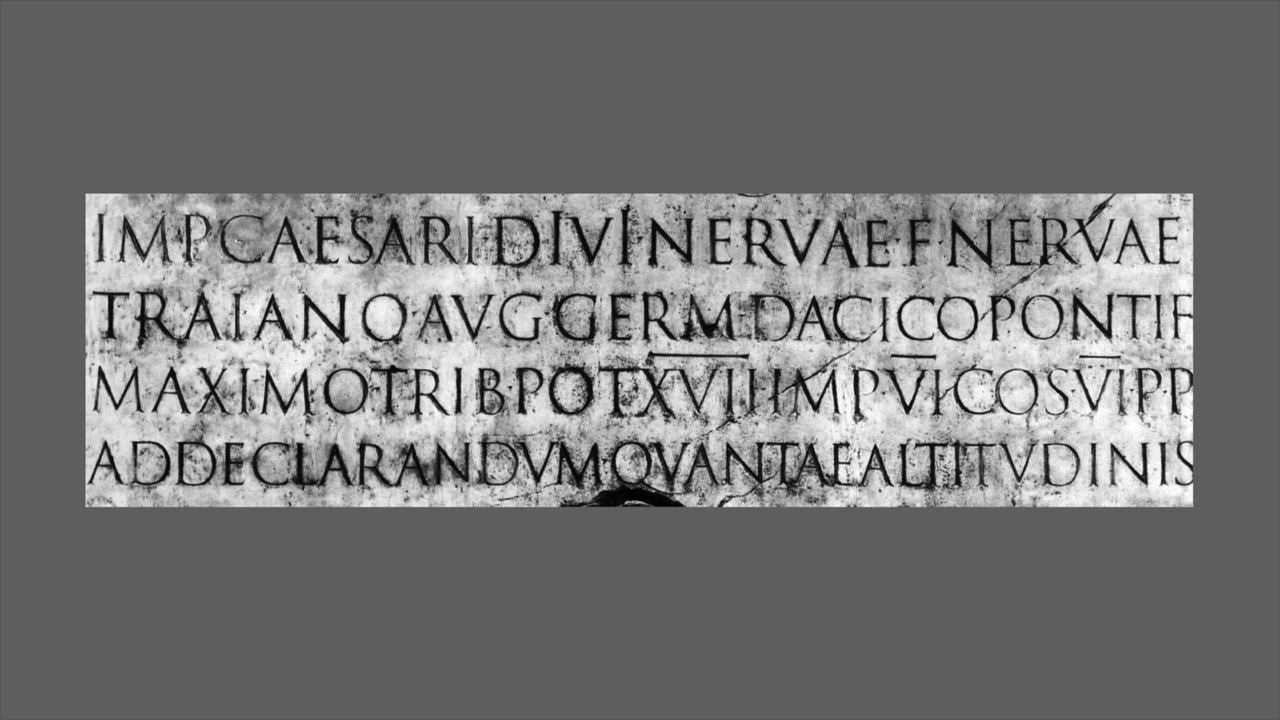 IMP·CAESARI·DIVI·NERVAE·F·NERVAE
TRAIANO·AVG·GERM·DACICO·PONTIF
MAXIMO·TRIB·POT·XVII·IMP·VI·COS·VI·PP
AD·DECLARANDVM·QVANTAE·ALTITVDINIS